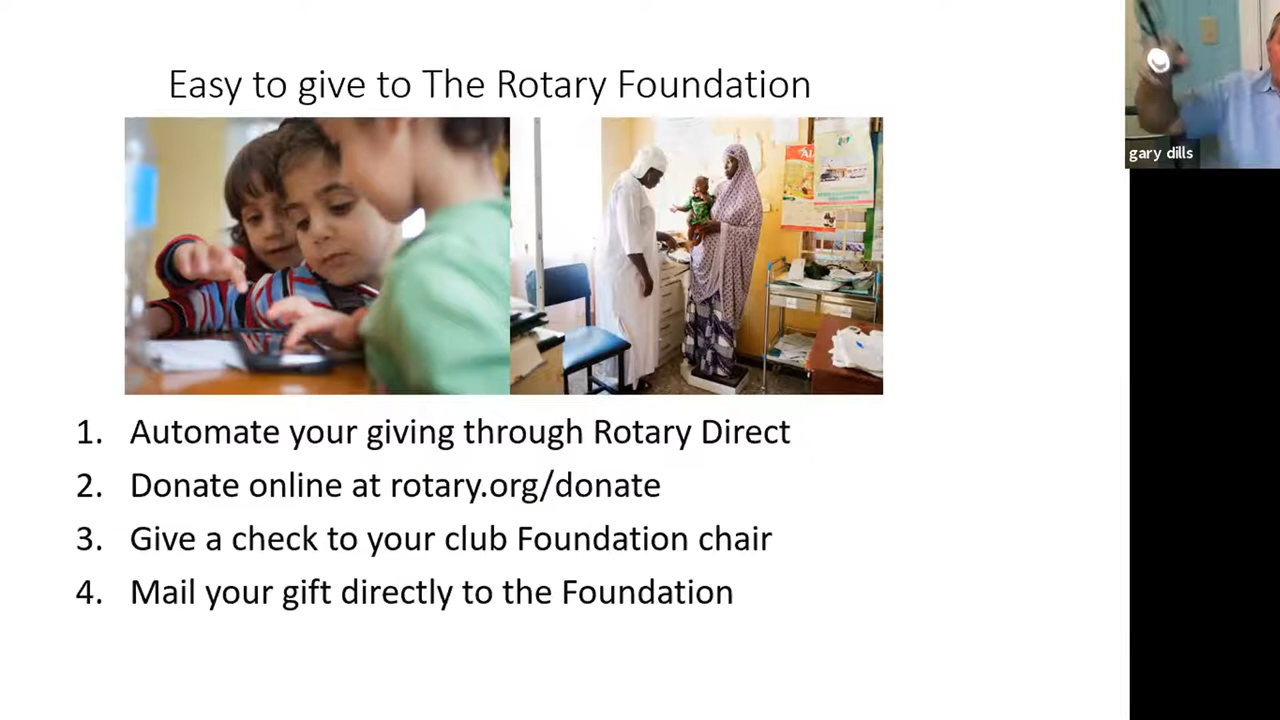 Easy to give to The Rotary Foundation
gary dills
1. Automate your giving through Rotary Direct
2. Donate online at rotary.org/donate
3. Give a check to your club Foundation chair
4. Mail your gift directly to the Foundation